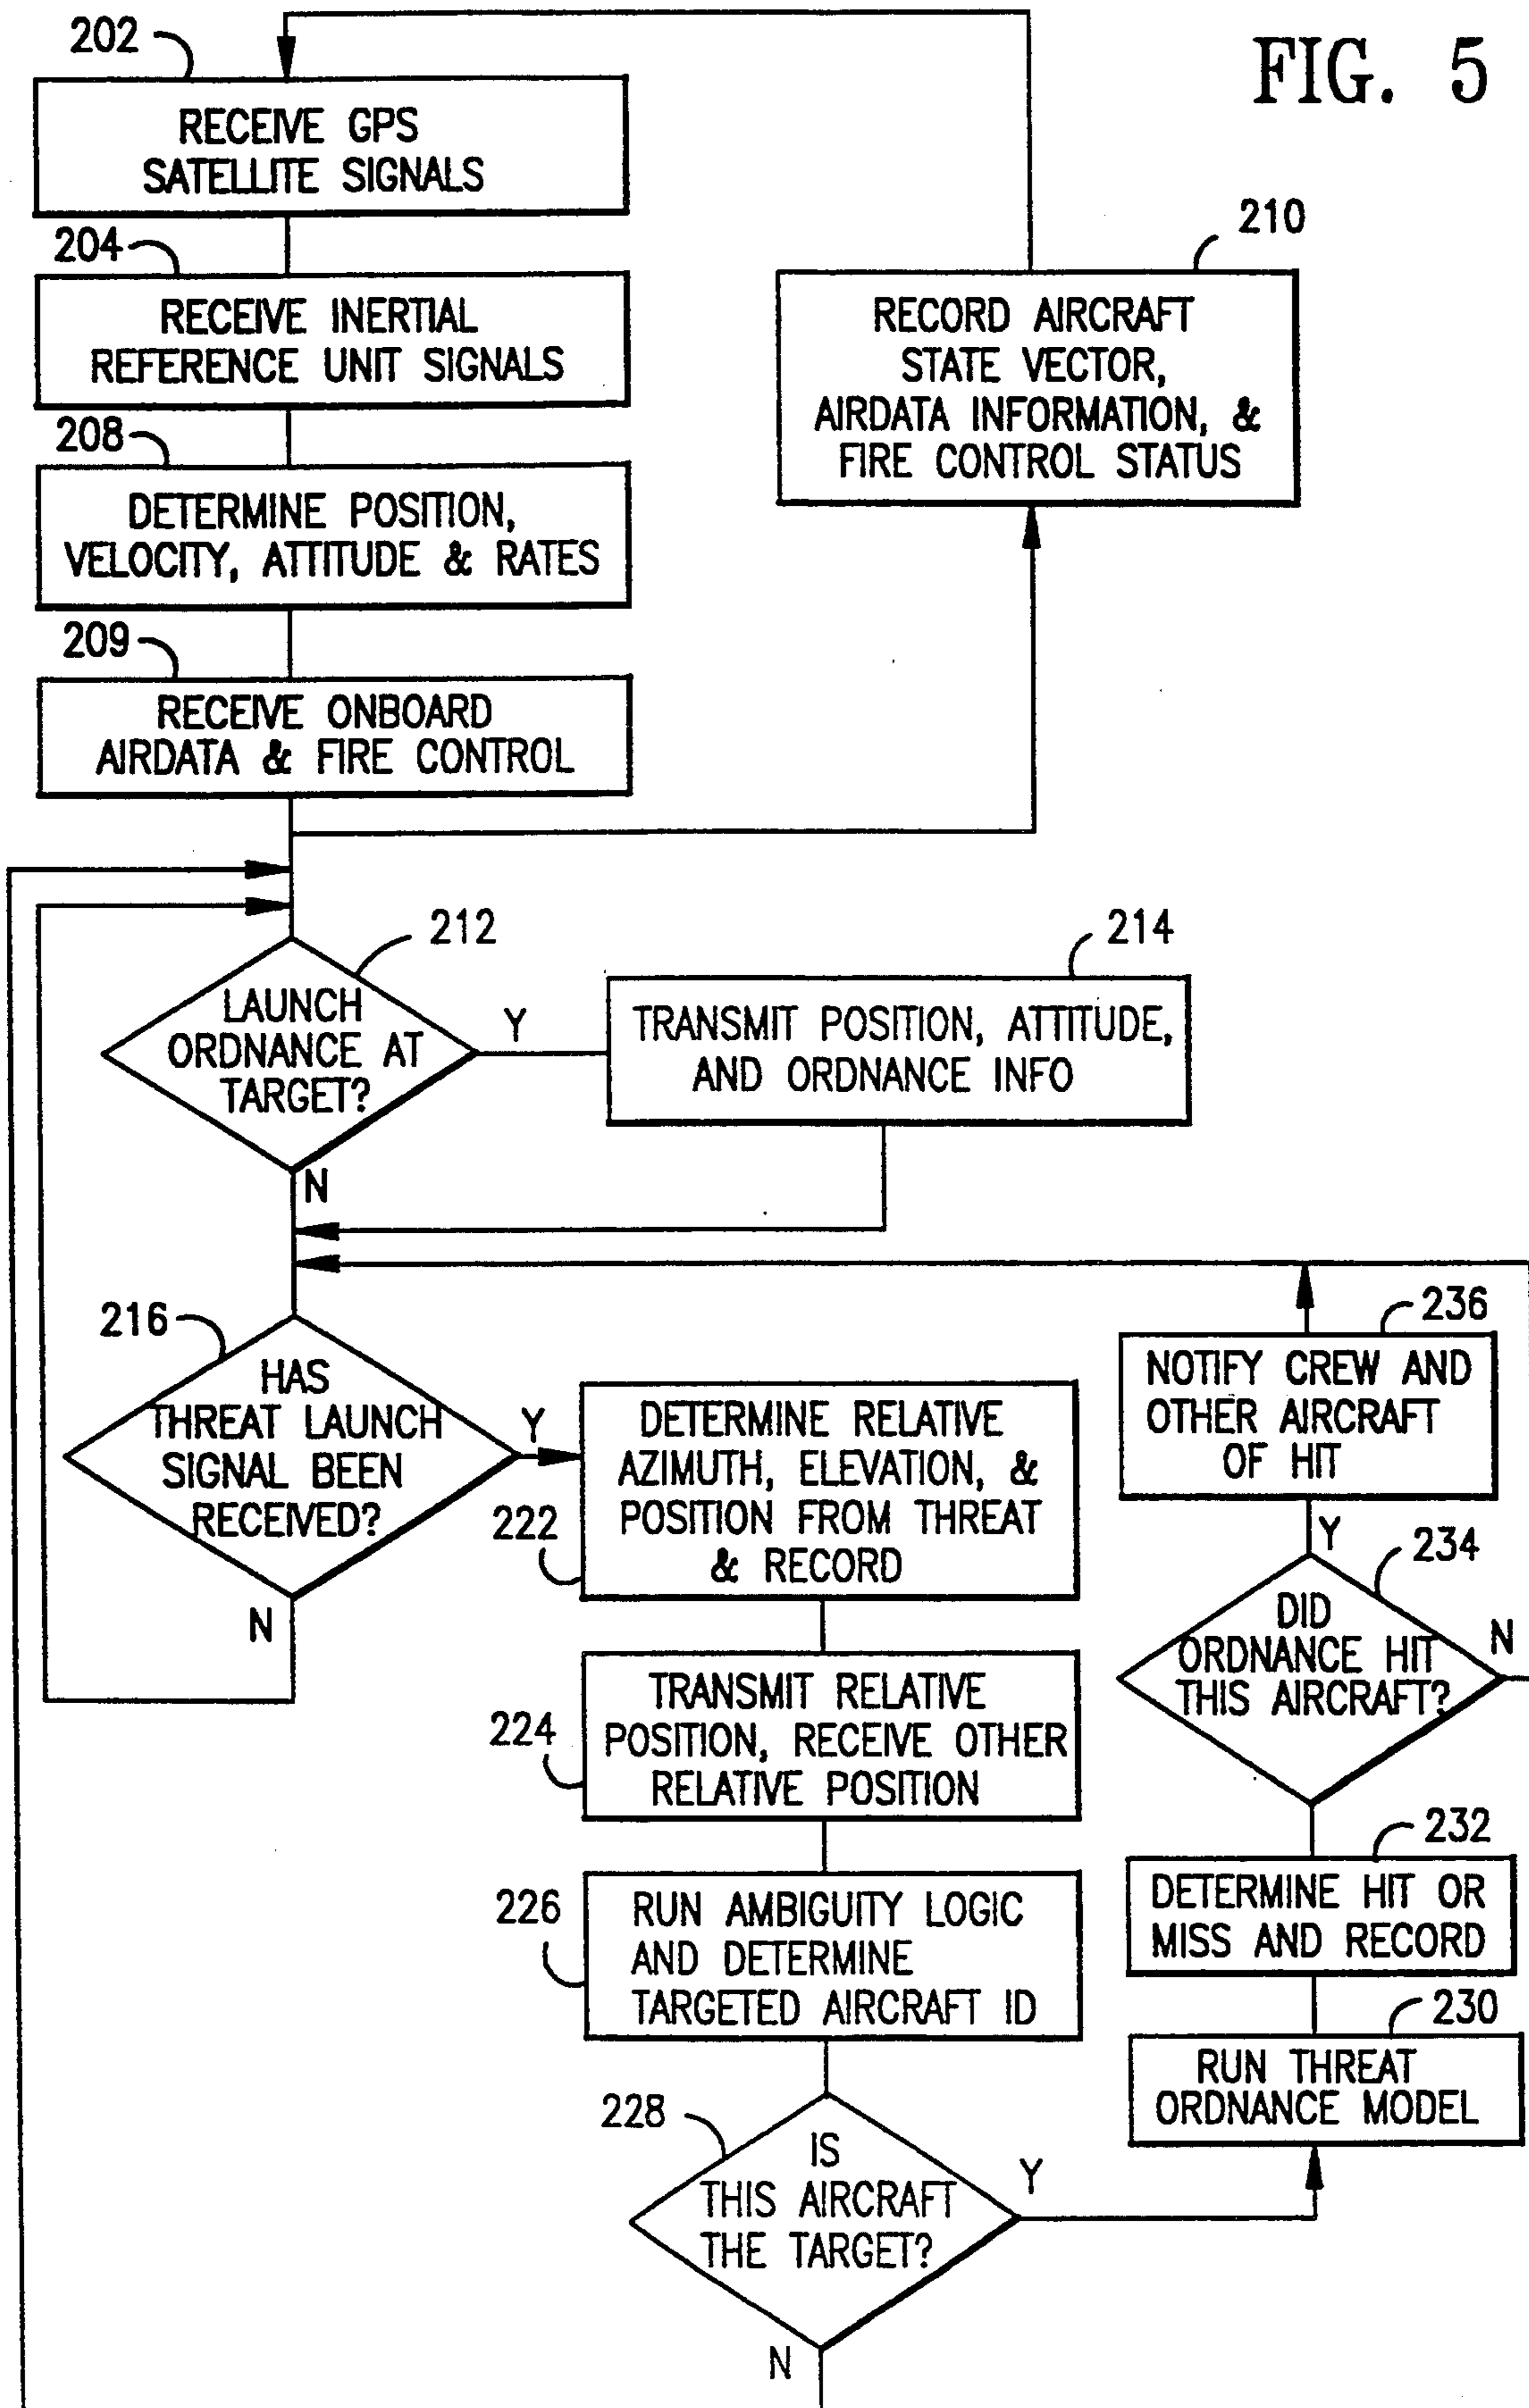 FIG. 5
202
RECEIVE GPS
SATELLITE SIGNALS
204
RECEIVE INERTIAL
REFERENCE UNIT SIGNALS
208
DETERMINE POSITION,
VELOCITY, ATTITUDE & RATES
209
RECEIVE ONBOARD
AIRDATA & FIRE CONTROL
210
RECORD AIRCRAFT
STATE VECTOR,
AIRDATA INFORMATION, &
FIRE CONTROL STATUS
212
LAUNCH
ORDNANCE AT
TARGET?
Y
N
214
TRANSMIT POSITION, ATTITUDE,
AND ORDNANCE INFO
216
HAS
THREAT LAUNCH
SIGNAL BEEN
RECEIVED?
Y
N
222
DETERMINE RELATIVE
AZIMUTH, ELEVATION, &
POSITION FROM THREAT
& RECORD
224
TRANSMIT RELATIVE
POSITION, RECEIVE OTHER
RELATIVE POSITION
226
RUN AMBIGUITY LOGIC
AND DETERMINE
TARGETED AIRCRAFT ID
228
IS
THIS AIRCRAFT
THE TARGET?
Y
N
236
NOTIFY CREW AND
OTHER AIRCRAFT
OF HIT
Y
234
DID
ORDNANCE HIT
THIS AIRCRAFT?
N
232
DETERMINE HIT OR
MISS AND RECORD
230
RUN THREAT
ORDNANCE MODEL